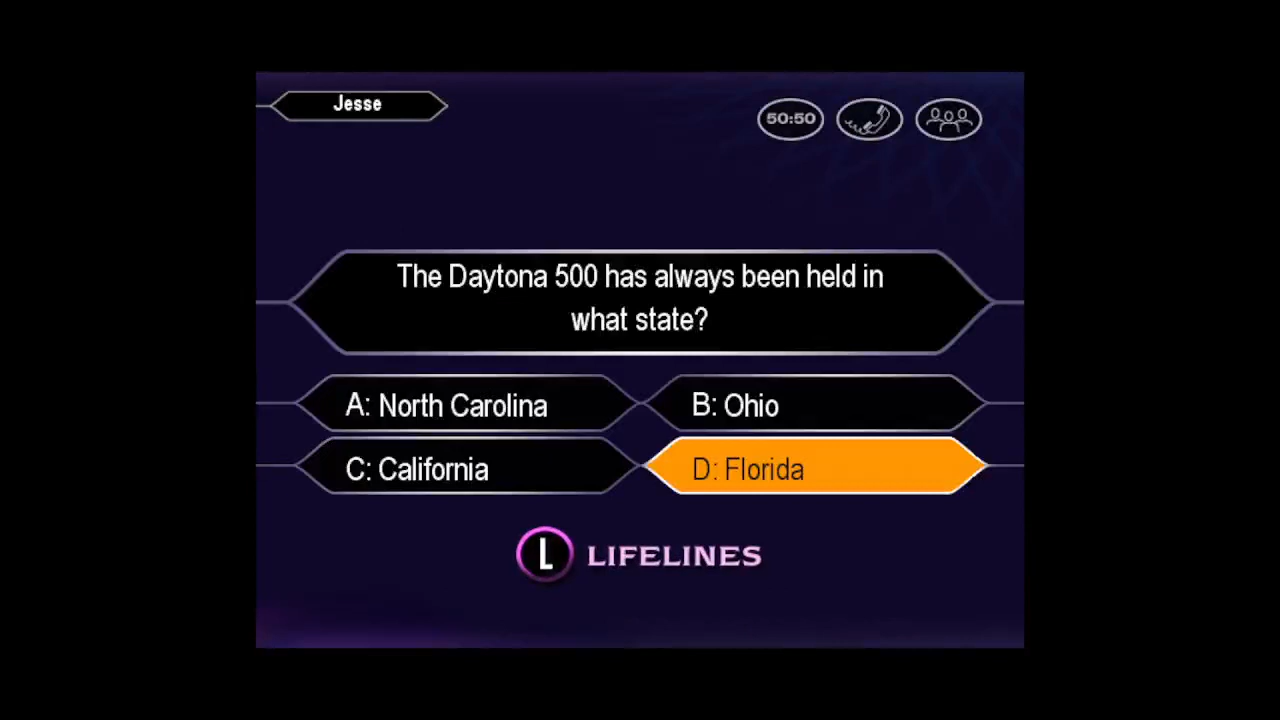 Jesse
50:50
The Daytona 500 has always been held in
what state?
A: North Carolina
B: Ohio
C: California
D: Florida
L LIFELINES